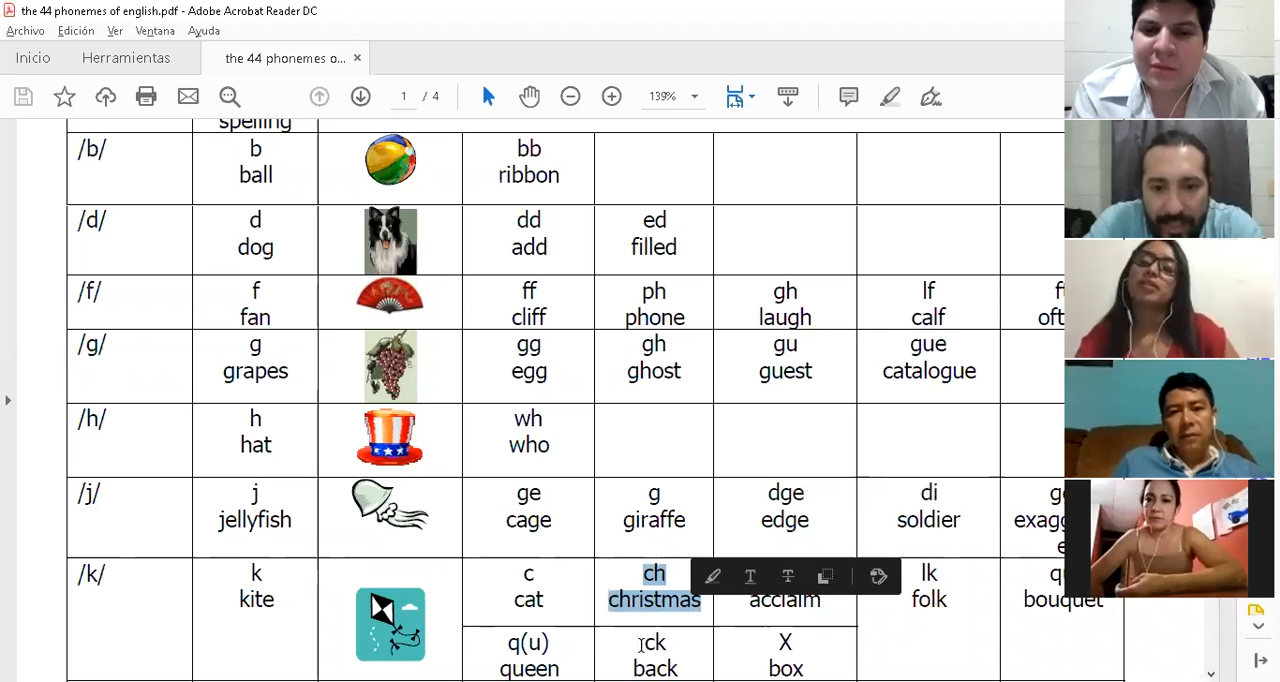 the 44 phonemes of english.pdf - Adobe Acrobat Reader DC
Archivo Edición Ver Ventana Ayuda
Inicio Herramientas the 44 phonemes o... ×
1 / 4 139%
spelling
/b/ b bb
ball ribbon
/d/ d dd ed
dog add filled
/f/ f ff ph gh lf
fan cliff phone laugh calf
/g/ g gg gh gu gue
grapes egg ghost guest catalogue
/h/ h wh
hat who
/j/ j ge g dge di
jellyfish cage giraffe edge soldier
/k/ k c ch lk
kite cat christmas acclaim folk bouquet
q(u) ck X
queen back box